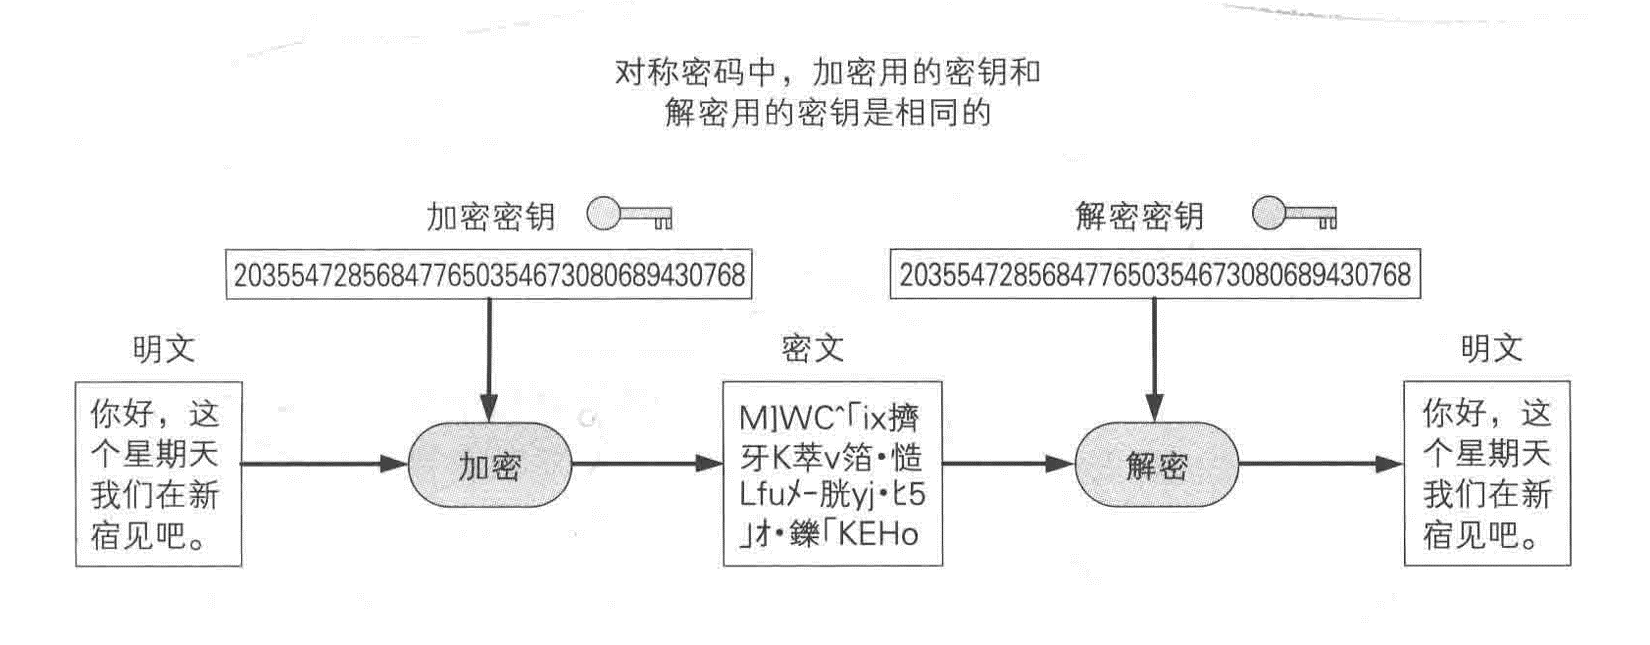 对称密码中，加密用的密钥和
解密用的密钥是相同的
加密密钥
解密密钥
203554728568477650354673080689430768
203554728568477650354673080689430768
明文
密文
明文
你好，这
个星期天
我们在新
宿见吧。
加密
M]WC^｢ix擠
牙K萃v箔･慥
Lfuﾒｰ胱yj･ﾋ5
｣ｵ･鑠｢KEHo
解密
你好，这
个星期天
我们在新
宿见吧。